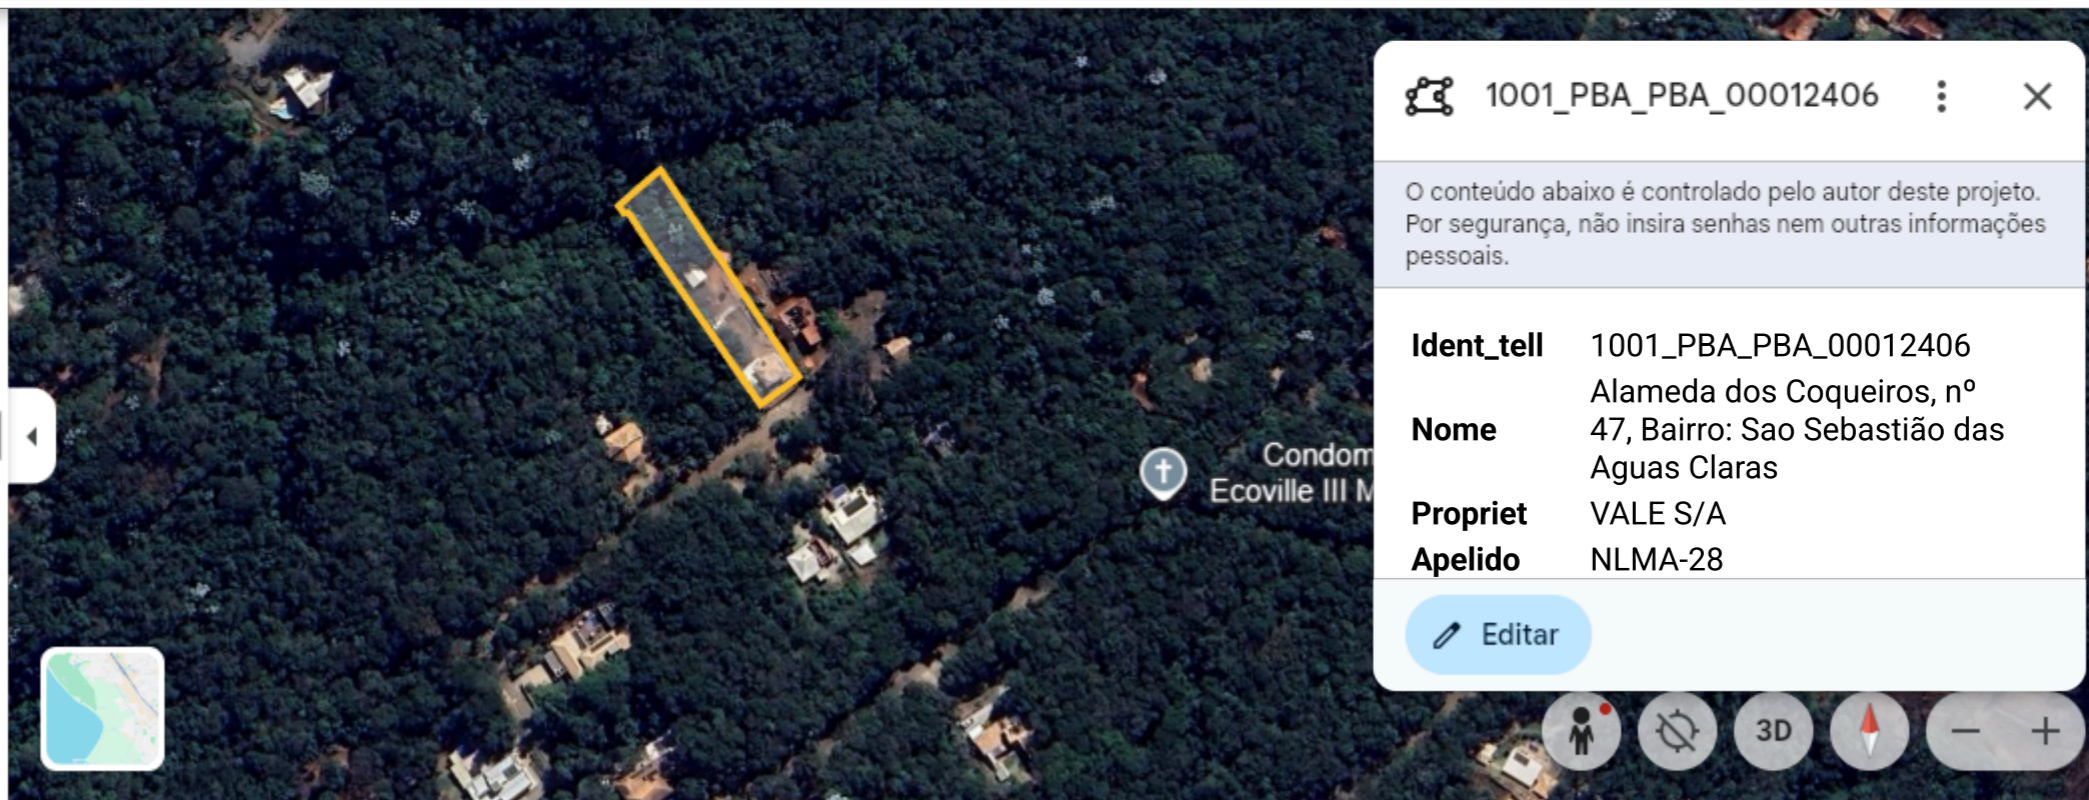 1001_PBA_PBA_00012406
O conteúdo abaixo é controlado pelo autor deste projeto.
Por segurança, não insira senhas nem outras informações
pessoais.
Ident_tell 1001_PBA_PBA_00012406
Nome Alameda dos Coqueiros, nº
47, Bairro: Sao Sebastião das
Aguas Claras
Propriet VALE S/A
Apelido NLMA-28
Editar
Condom
Ecoville III M
3D